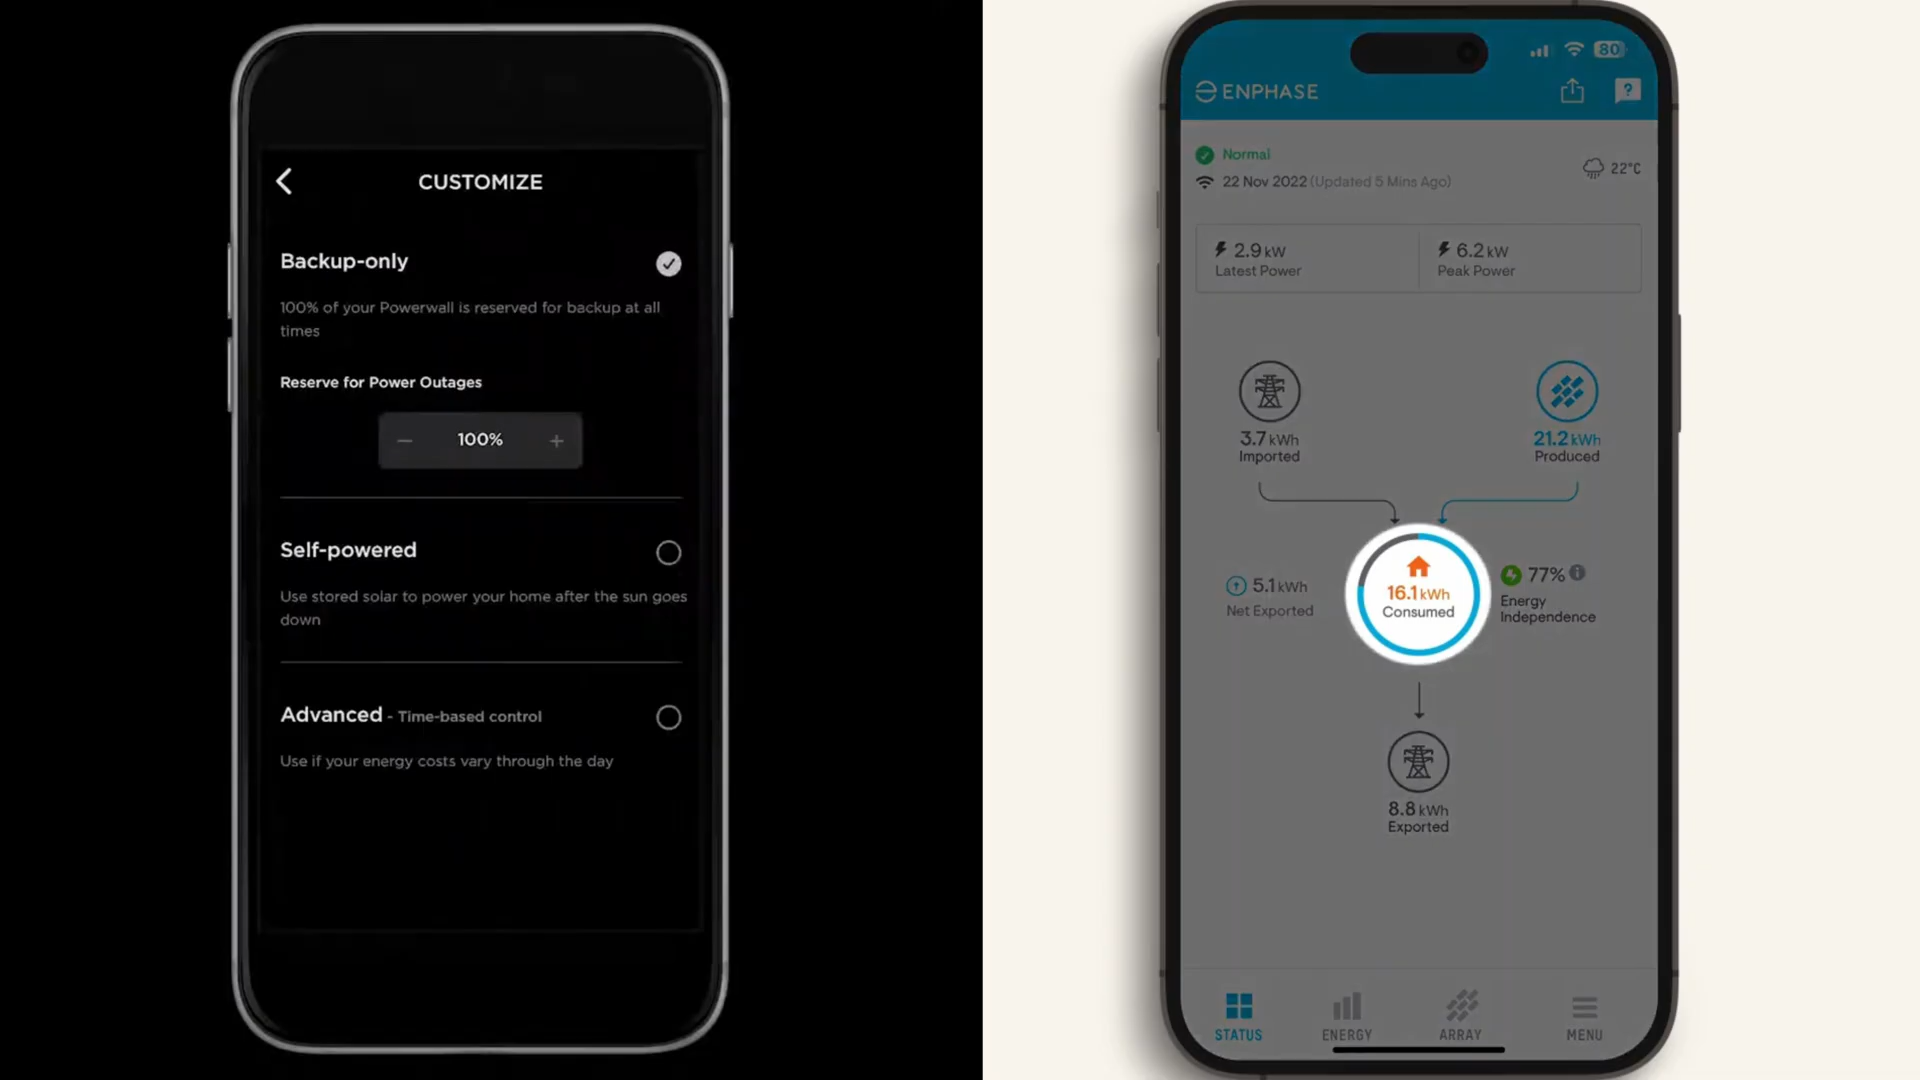 CUSTOMIZE
Backup-only
100% of your Powerwall is reserved for backup at all
times
Reserve for Power Outages
− 100% +
Self-powered
Use stored solar to power your home after the sun goes
down
Advanced - Time-based control
Use if your energy costs vary through the day
80
ENPHASE
?
Normal
22 Nov 2022 (Updated 5 Mins Ago)
22°C
2.9 kW
Latest Power
6.2 kW
Peak Power
3.7 kWh
Imported
21.2 kWh
Produced
5.1 kWh
Net Exported
16.1 kWh
Consumed
77%
Energy
Independence
8.8 kWh
Exported
STATUS
ENERGY
ARRAY
MENU